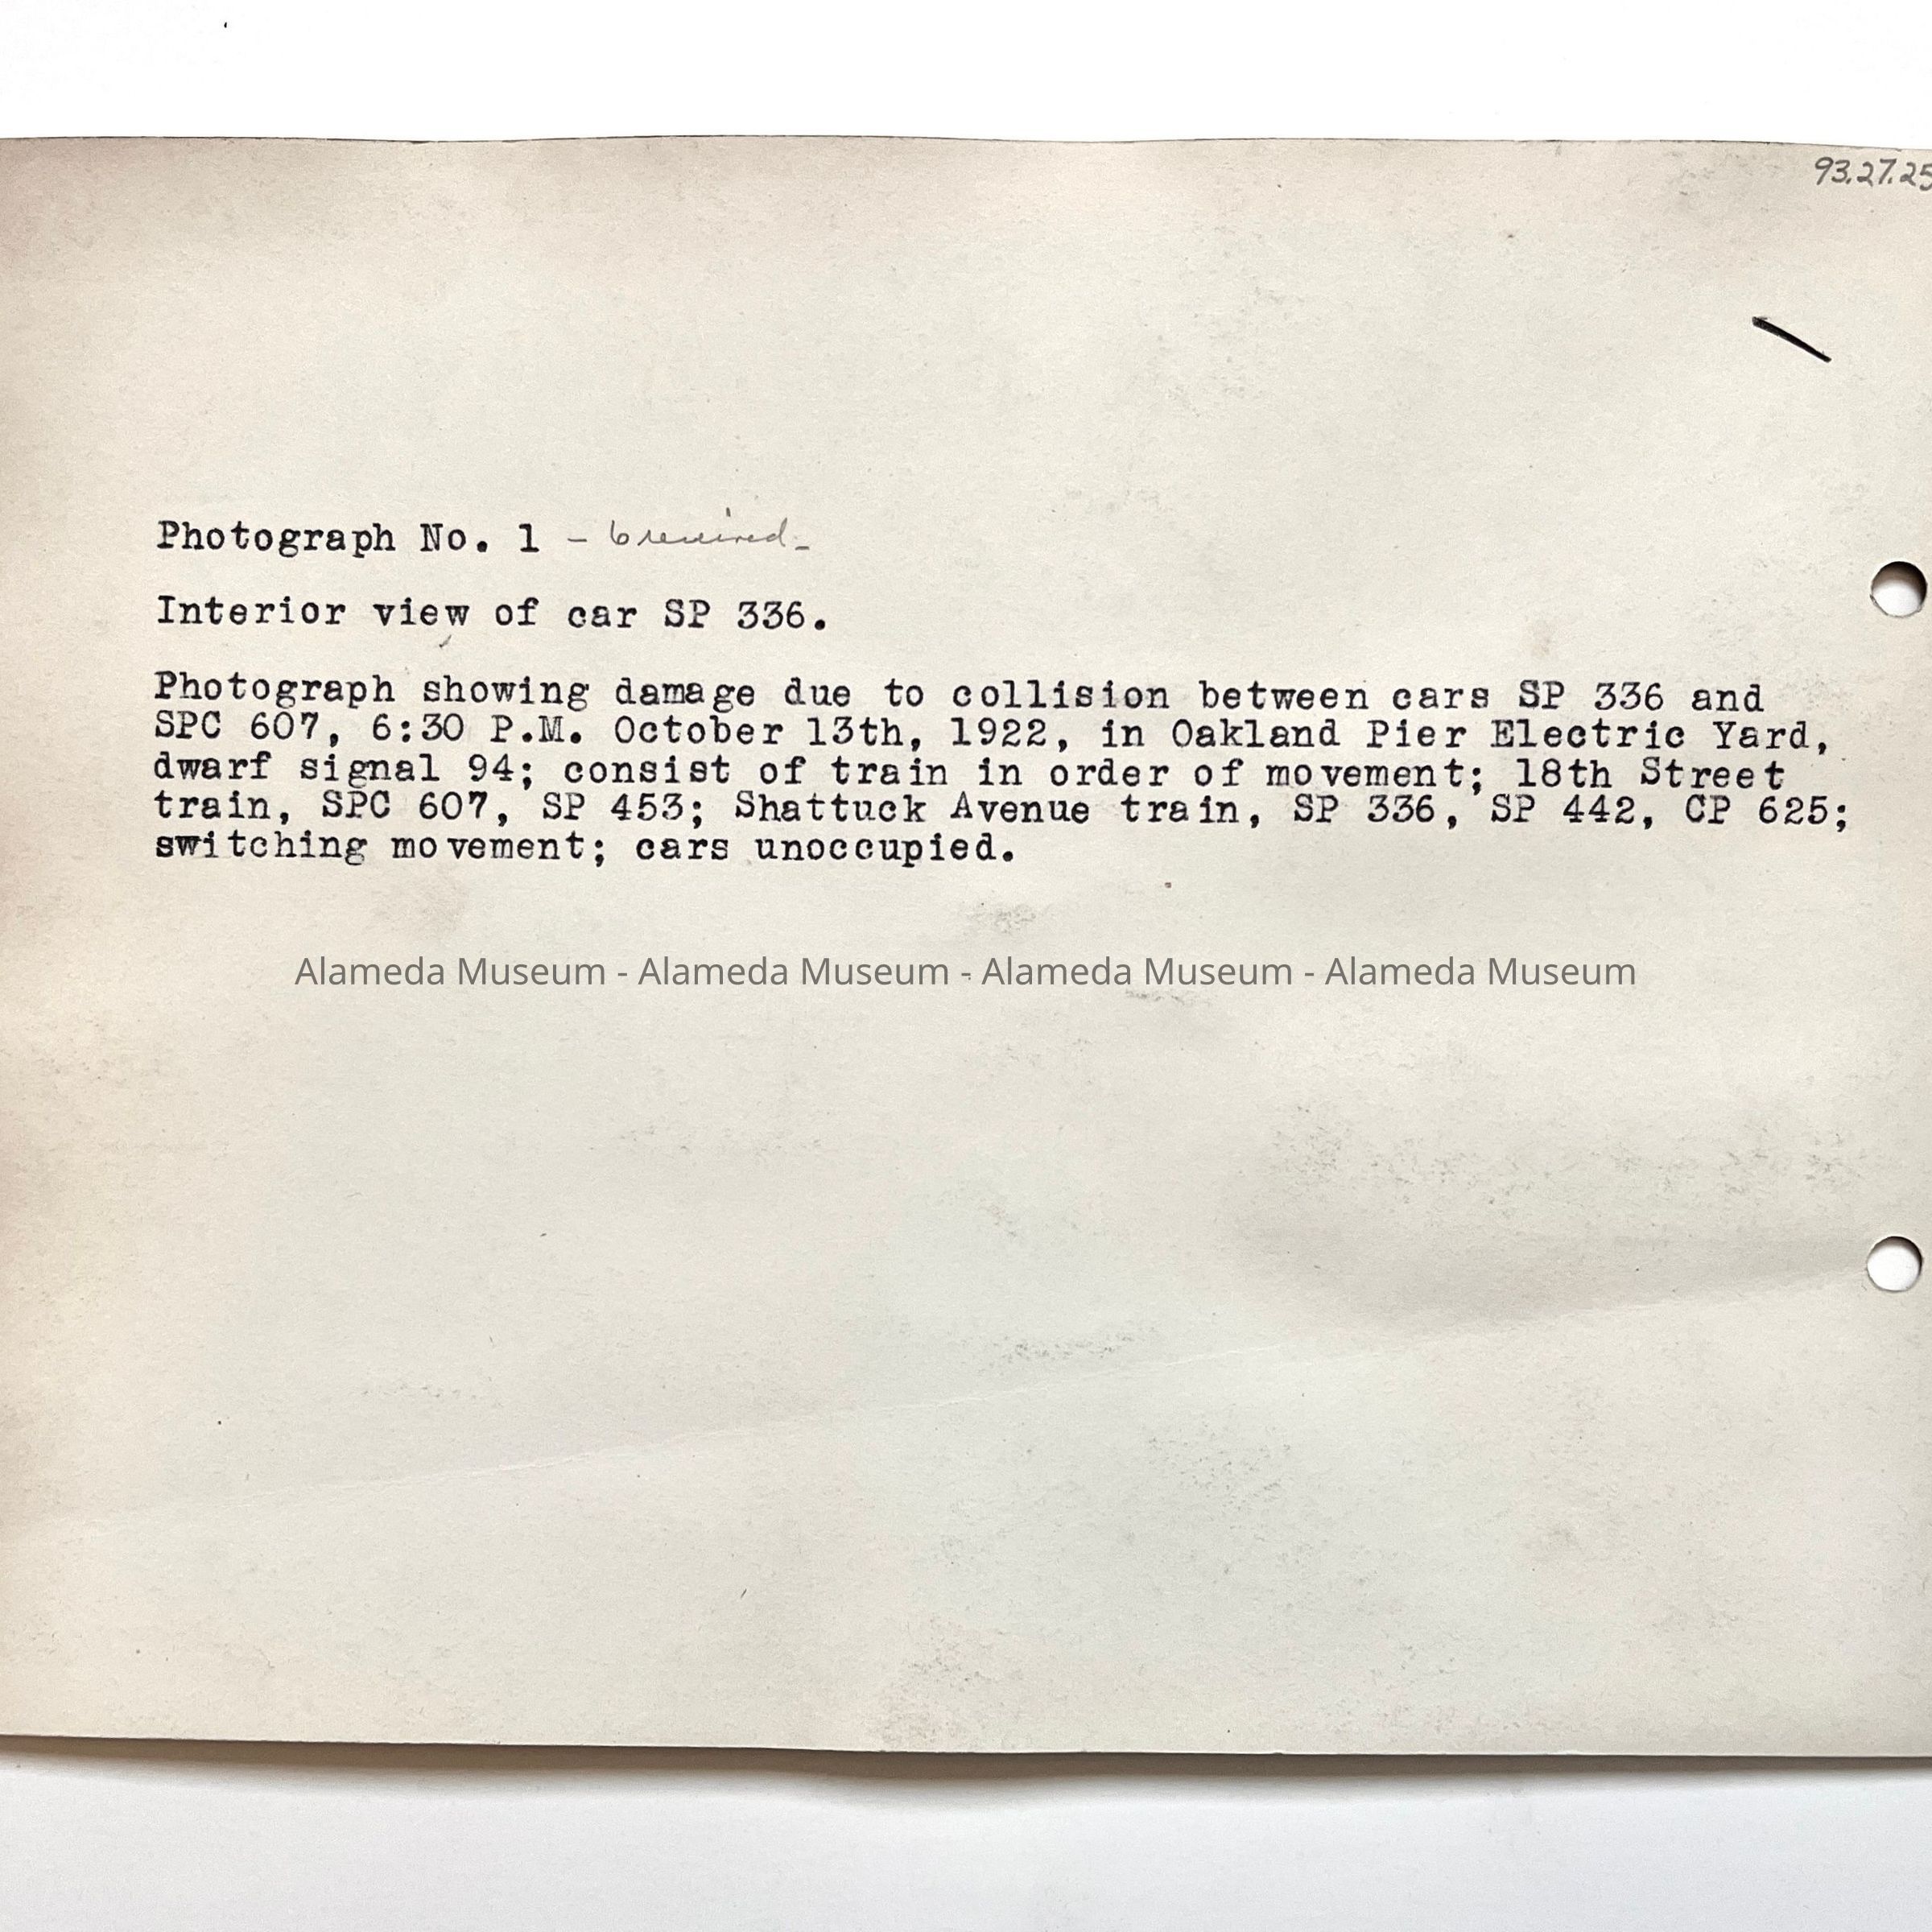 93.27.25
Photograph No. 1 - 6 received-
Interior view of car SP 336.
Photograph showing damage due to collision between cars SP 336 and
SPC 607, 6:30 P.M. October 13th, 1922, in Oakland Pier Electric Yard,
dwarf signal 94; consist of train in order of movement; 18th Street
train, SPC 607, SP 453; Shattuck Avenue train, SP 336, SP 442, CP 625;
switching movement; cars unoccupied.
Alameda Museum - Alameda Museum - Alameda Museum - Alameda Museum